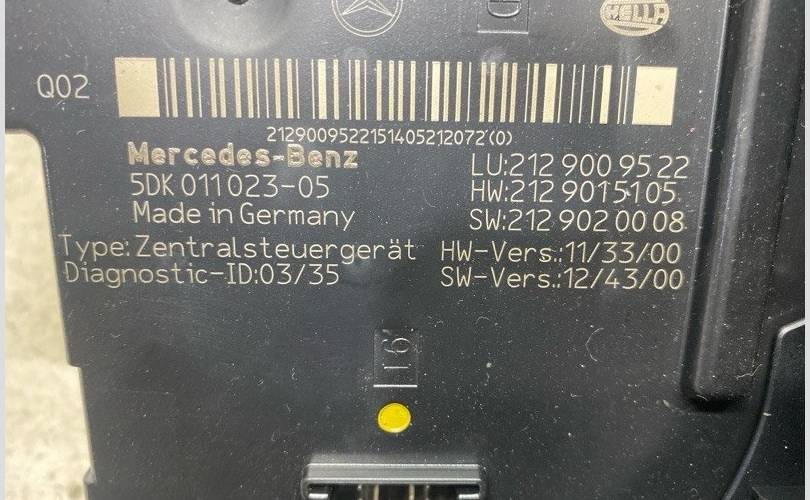 HELLA
Q02
2129009522151405212072(0)
Mercedes-Benz
5DK 011 023-05
Made in Germany
LU:212 900 95 22
HW:212 901 51 05
SW:212 902 00 08
Type: Zentralsteuergerät
Diagnostic-ID:03/35
HW-Vers.:11/33/00
SW-Vers.:12/43/00